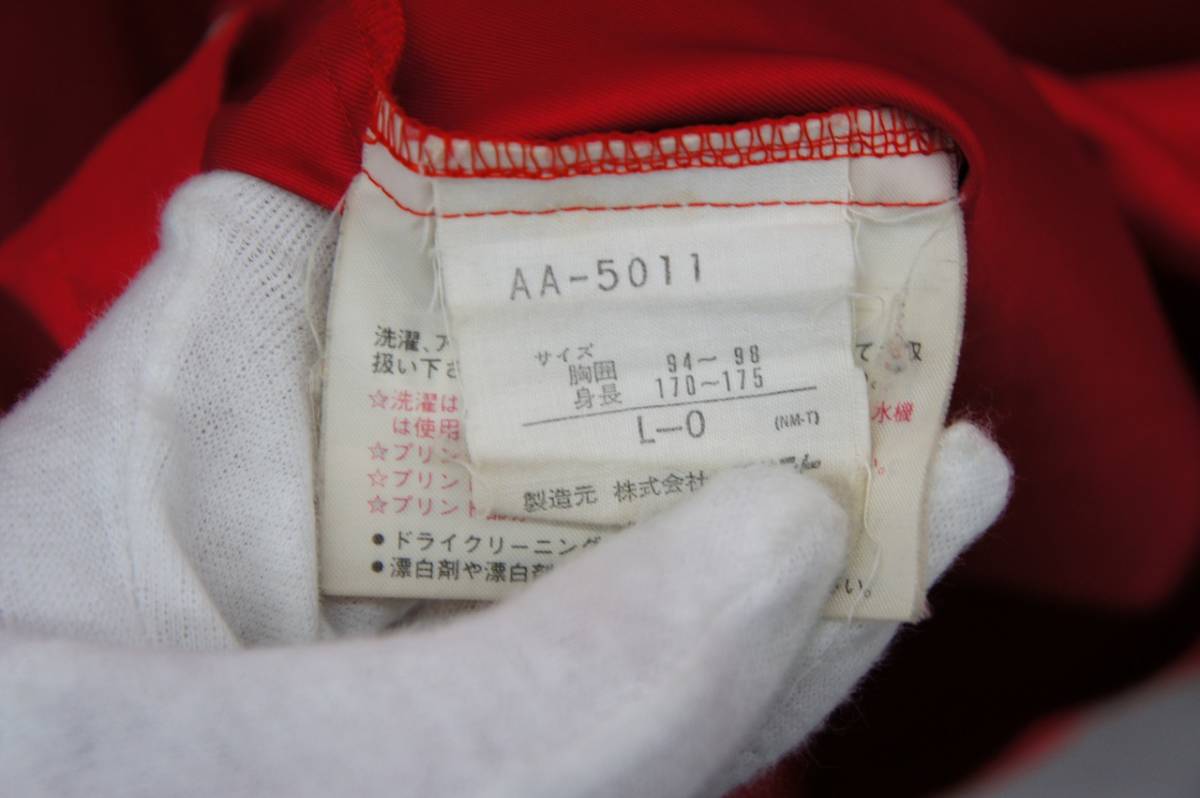 AA-5011
サイズ
胸囲 94〜98
身長 170〜175
L-O (NM-T)
製造元 株式会社
洗濯、
扱い下さ
☆洗濯は 水機
は使用
☆プリン
☆プリント
☆プリント部分
●ドライクリーニング
●漂白剤や漂白剤 い。